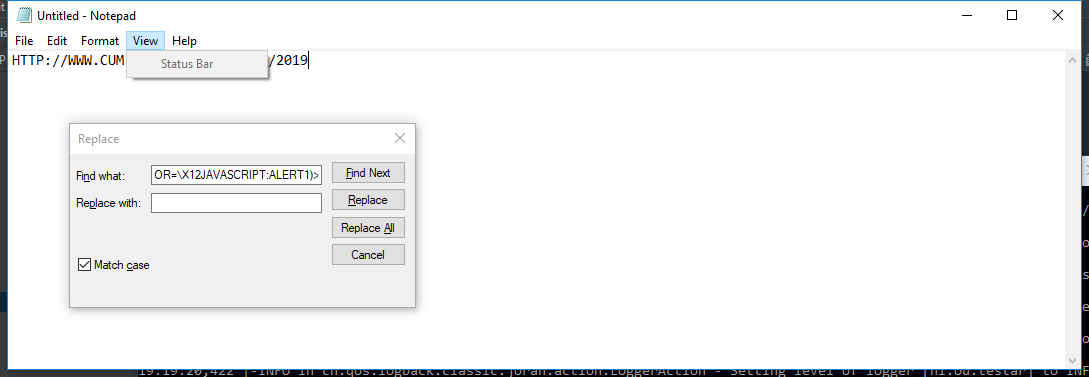 Untitled - Notepad
File Edit Format View Help
HTTP://WWW.CUM /2019
Status Bar
Replace
Find what: OR=\X12JAVASCRIPT:ALERT1)> Find Next
Replace with: Replace
Replace All
Cancel
Match case
19:19:20,422 |-INFO in ch.qos.logback.classic.joran.action.LoggerAction - Setting level of logger [nl.ou.testar] to INF